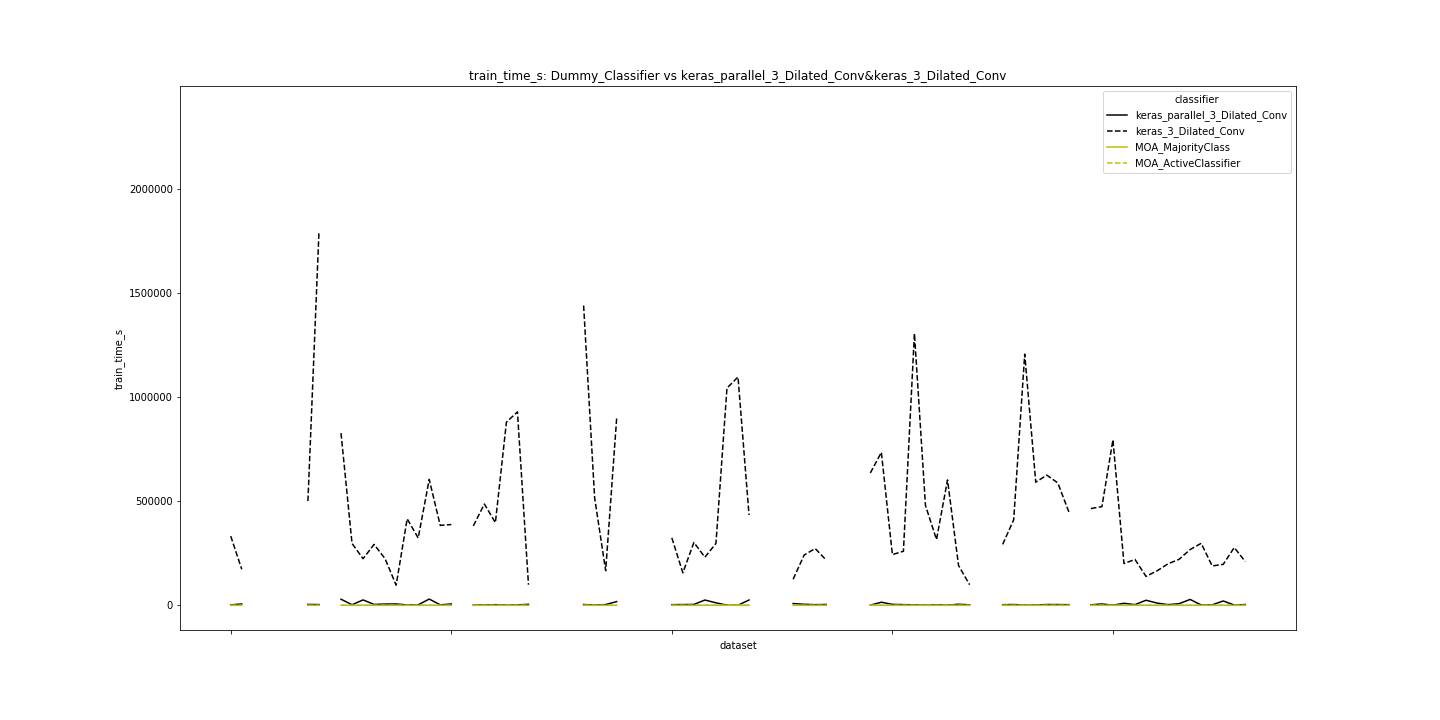 train_time_s: Dummy_Classifier vs keras_parallel_3_Dilated_Conv&keras_3_Dilated_Conv
classifier
keras_parallel_3_Dilated_Conv
keras_3_Dilated_Conv
MOA_MajorityClass
MOA_ActiveClassifier
2000000
1500000
1000000
500000
0
train_time_s
dataset